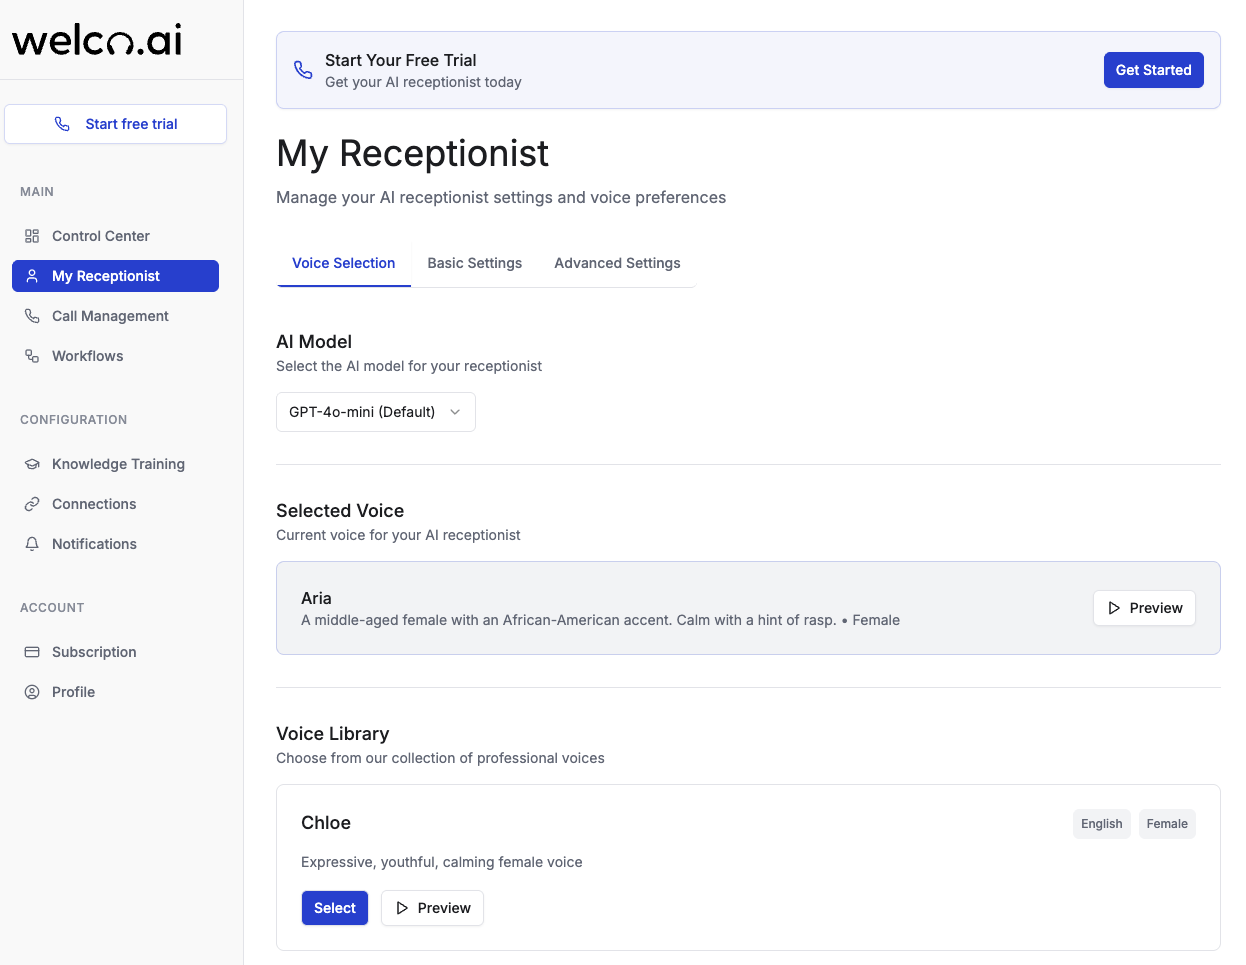 welco.ai
Start free trial
MAIN
Control Center
My Receptionist
Call Management
Workflows
CONFIGURATION
Knowledge Training
Connections
Notifications
ACCOUNT
Subscription
Profile
Start Your Free Trial
Get your AI receptionist today
Get Started
My Receptionist
Manage your AI receptionist settings and voice preferences
Voice Selection Basic Settings Advanced Settings
AI Model
Select the AI model for your receptionist
GPT-4o-mini (Default)
Selected Voice
Current voice for your AI receptionist
Aria
A middle-aged female with an African-American accent. Calm with a hint of rasp. • Female
Preview
Voice Library
Choose from our collection of professional voices
Chloe
English Female
Expressive, youthful, calming female voice
Select Preview